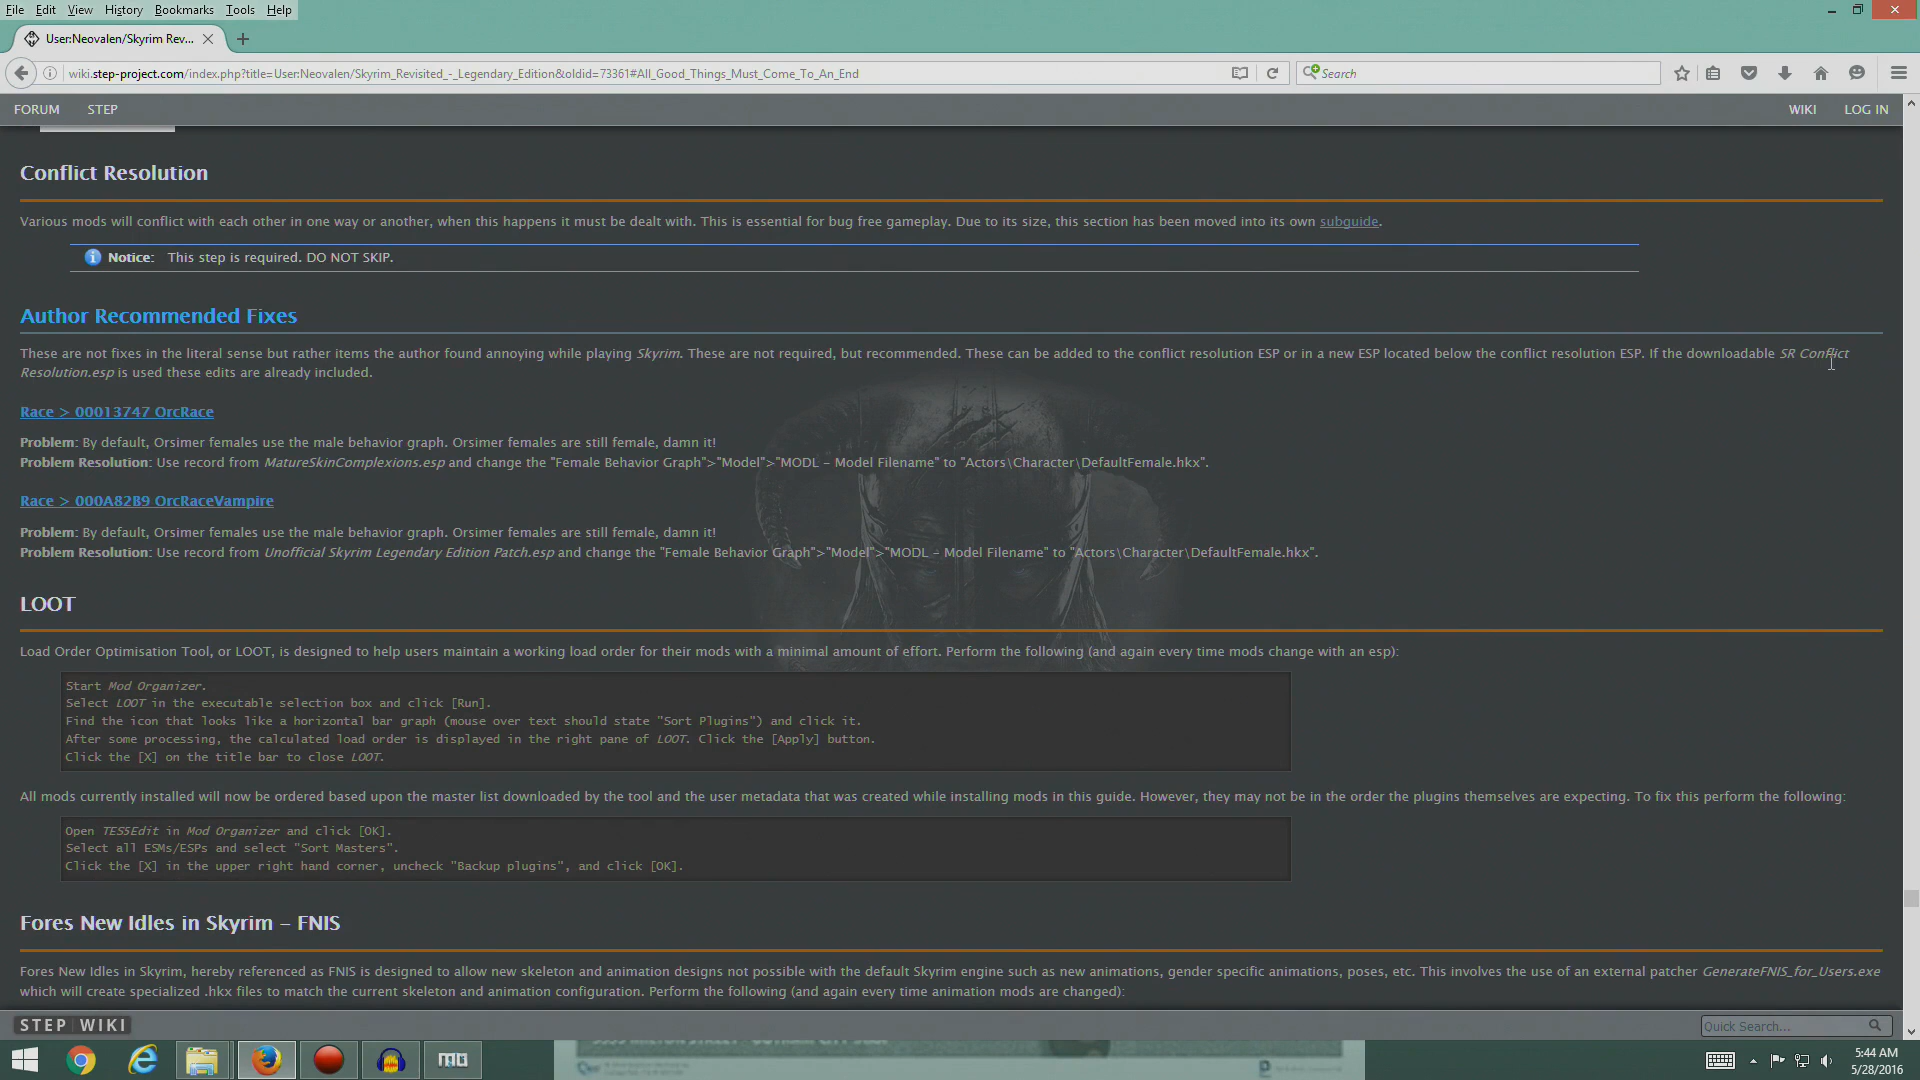 File Edit View History Bookmarks Tools Help
User:Neovalen/Skyrim Rev...
wiki.step-project.com/index.php?title=User:Neovalen/Skyrim_Revisited_-_Legendary_Edition&oldid=73361#All_Good_Things_Must_Come_To_An_End
Search
FORUM STEP WIKI LOG IN
Conflict Resolution
Various mods will conflict with each other in one way or another, when this happens it must be dealt with. This is essential for bug free gameplay. Due to its size, this section has been moved into its own subguide.
Notice: This step is required. DO NOT SKIP.
Author Recommended Fixes
These are not fixes in the literal sense but rather items the author found annoying while playing Skyrim. These are not required, but recommended. These can be added to the conflict resolution ESP or in a new ESP located below the conflict resolution ESP. If the downloadable SR Conflict
Resolution.esp is used these edits are already included.
Race > 00013747 OrcRace
Problem: By default, Orsimer females use the male behavior graph. Orsimer females are still female, damn it!
Problem Resolution: Use record from MatureSkinComplexions.esp and change the "Female Behavior Graph">"Model">"MODL - Model Filename" to "Actors\Character\DefaultFemale.hkx".
Race > 000A82B9 OrcRaceVampire
Problem: By default, Orsimer females use the male behavior graph. Orsimer females are still female, damn it!
Problem Resolution: Use record from Unofficial Skyrim Legendary Edition Patch.esp and change the "Female Behavior Graph">"Model">"MODL - Model Filename" to "Actors\Character\DefaultFemale.hkx".
LOOT
Load Order Optimisation Tool, or LOOT, is designed to help users maintain a working load order for their mods with a minimal amount of effort. Perform the following (and again every time mods change with an esp):
Start Mod Organizer.
Select LOOT in the executable selection box and click [Run].
Find the icon that looks like a horizontal bar graph (mouse over text should state "Sort Plugins") and click it.
After some processing, the calculated load order is displayed in the right pane of LOOT. Click the [Apply] button.
Click the [X] on the title bar to close LOOT.
All mods currently installed will now be ordered based upon the master list downloaded by the tool and the user metadata that was created while installing mods in this guide. However, they may not be in the order the plugins themselves are expecting. To fix this perform the following:
Open TES5Edit in Mod Organizer and click [OK].
Select all ESMs/ESPs and select "Sort Masters".
Click the [X] in the upper right hand corner, uncheck "Backup plugins", and click [OK].
Fores New Idles in Skyrim - FNIS
Fores New Idles in Skyrim, hereby referenced as FNIS is designed to allow new skeleton and animation designs not possible with the default Skyrim engine such as new animations, gender specific animations, poses, etc. This involves the use of an external patcher GenerateFNIS_for_Users.exe
which will create specialized .hkx files to match the current skeleton and animation configuration. Perform the following (and again every time animation mods are changed):
STEP WIKI
Quick Search...
5:44 AM
5/28/2016